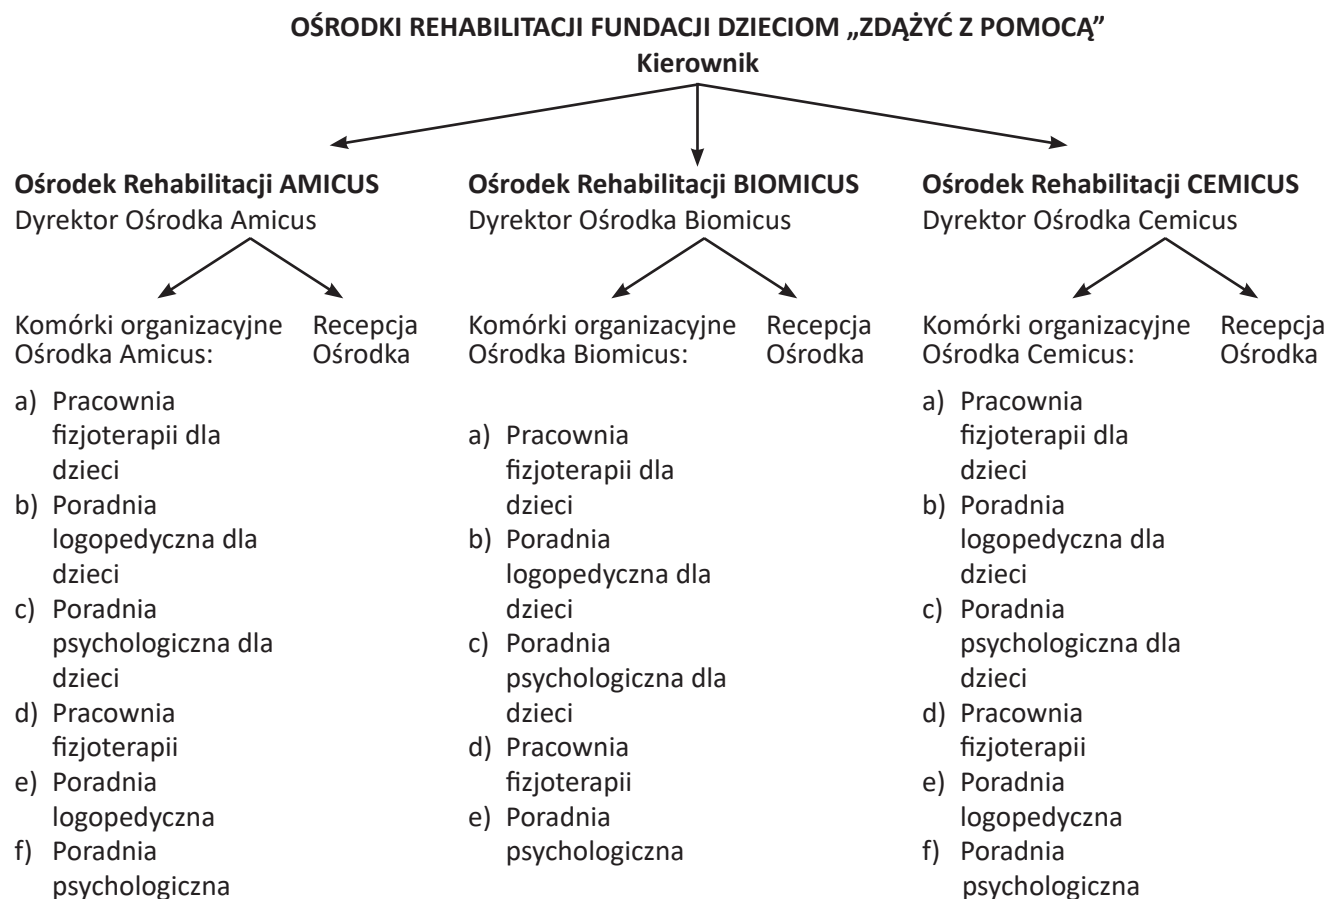 OŚRODKI REHABILITACJI FUNDACJI DZIECIOM „ZDĄŻYĆ Z POMOCĄ”
Kierownik
Ośrodek Rehabilitacji AMICUS
Dyrektor Ośrodka Amicus
Komórki organizacyjne
Ośrodka Amicus:
Recepcja
Ośrodka
a) Pracownia
fizjoterapii dla
dzieci
b) Poradnia
logopedyczna dla
dzieci
c) Poradnia
psychologiczna dla
dzieci
d) Pracownia
fizjoterapii
e) Poradnia
logopedyczna
f) Poradnia
psychologiczna
Ośrodek Rehabilitacji BIOMICUS
Dyrektor Ośrodka Biomicus
Komórki organizacyjne
Ośrodka Biomicus:
Recepcja
Ośrodka
a) Pracownia
fizjoterapii dla
dzieci
b) Poradnia
logopedyczna dla
dzieci
c) Poradnia
psychologiczna dla
dzieci
d) Pracownia
fizjoterapii
e) Poradnia
psychologiczna
Ośrodek Rehabilitacji CEMICUS
Dyrektor Ośrodka Cemicus
Komórki organizacyjne
Ośrodka Cemicus:
Recepcja
Ośrodka
a) Pracownia
fizjoterapii dla
dzieci
b) Poradnia
logopedyczna dla
dzieci
c) Poradnia
psychologiczna dla
dzieci
d) Pracownia
fizjoterapii
e) Poradnia
logopedyczna
f) Poradnia
psychologiczna